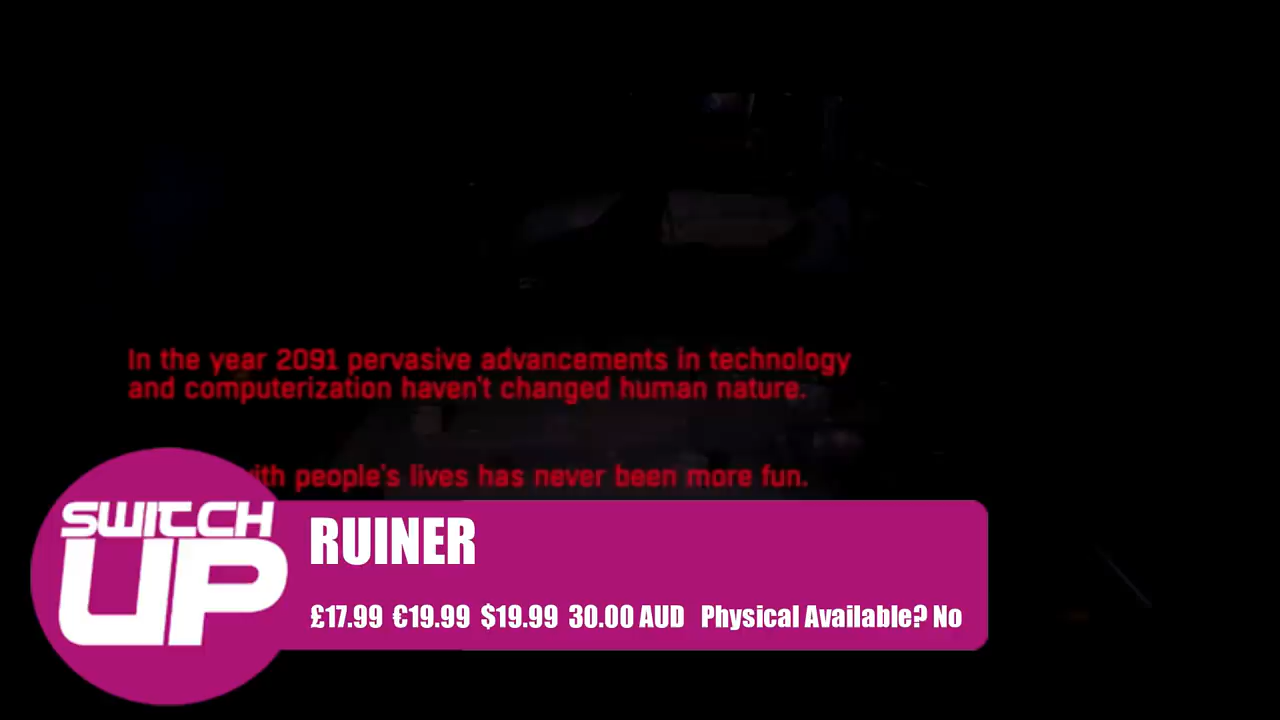 In the year 2091 pervasive advancements in technology
and computerization haven't changed human nature.
people's lives has never been more fun.
SWITCH
UP
RUINER
£17.99 €19.99 $19.99 30.00 AUD Physical Available? No